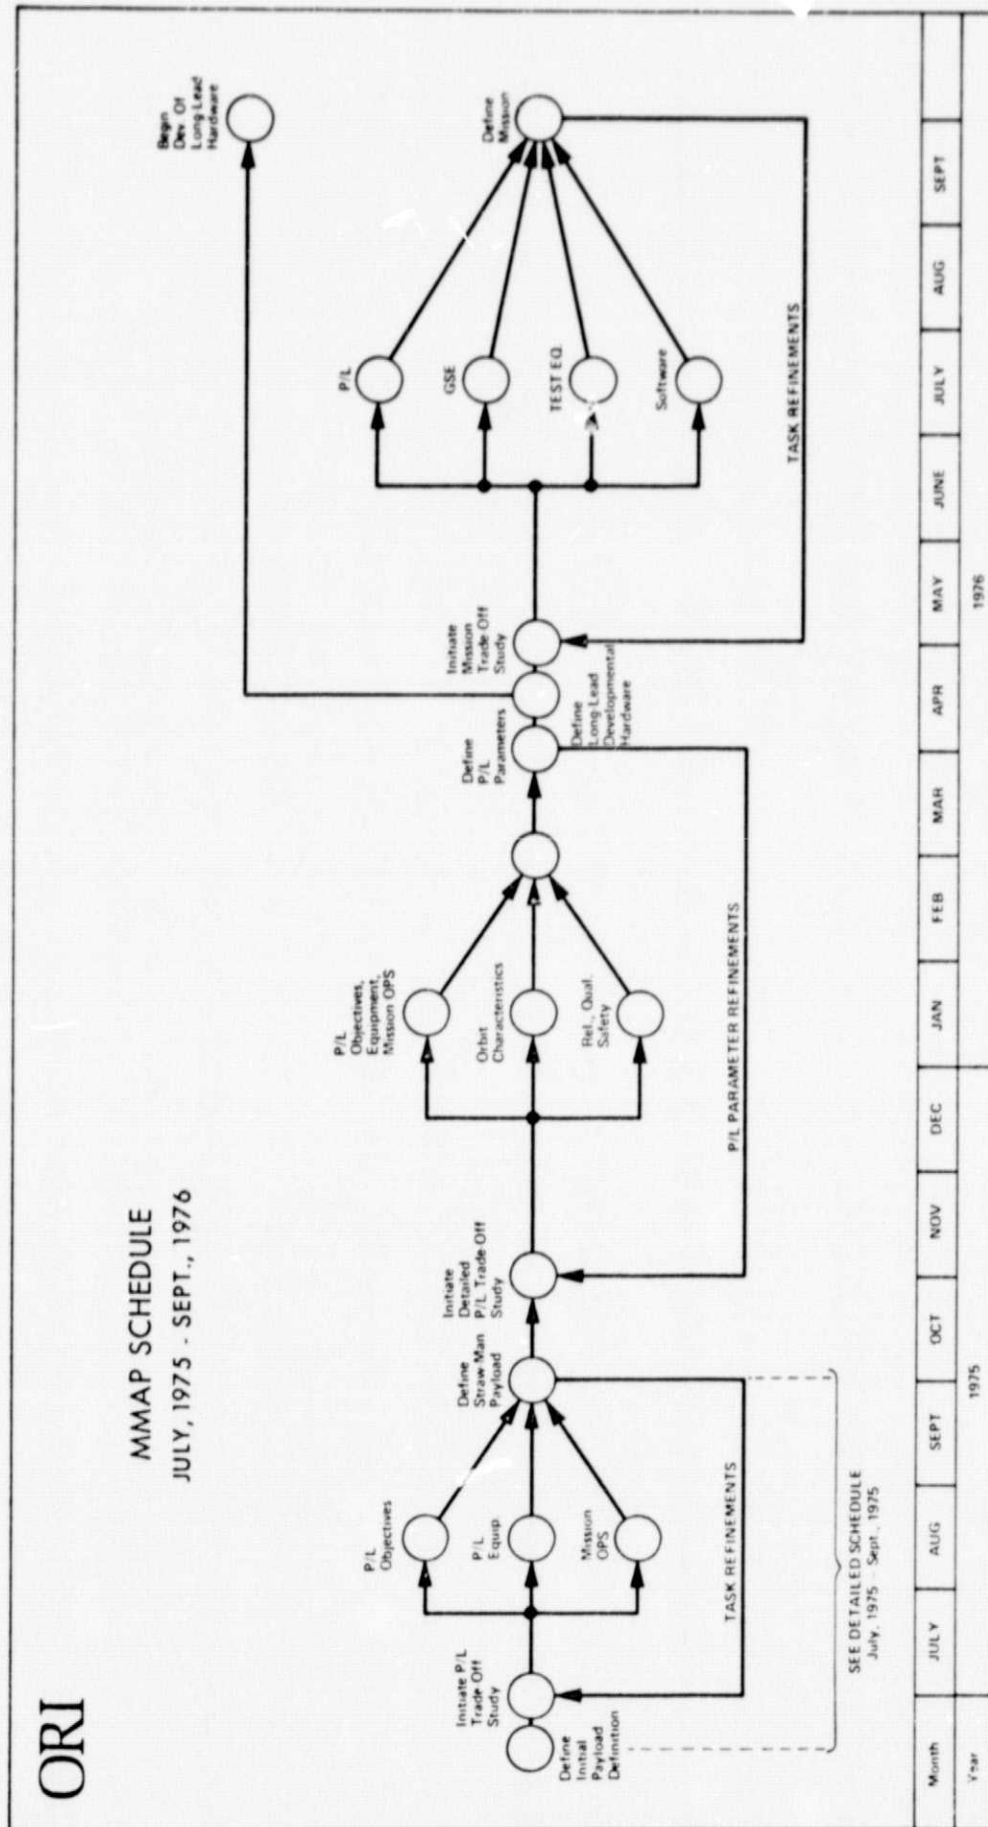 ORI
MMAP SCHEDULE
JULY, 1975 - SEPT., 1976
Define
Initial
Payload
Definition
Initiate P/L
Trade-Off
Study
P/L
Objectives
P/L
Equip.
Mission
OPS
TASK REFINEMENTS
Define
Straw-Man
Payload
SEE DETAILED SCHEDULE
July, 1975 - Sept., 1975
Initiate
Detailed
P/L Trade-Off
Study
P/L
Objectives,
Equipment,
Mission OPS
Orbit
Characteristics
Rel., Qual.
Safety
P/L PARAMETER REFINEMENTS
Define
P/L
Parameters
Define
Long-Lead
Developmental
Hardware
Initiate
Mission
Trade-Off
Study
Begin
Dev. Of
Long-Lead
Hardware
P/L
GSE
TEST EQ.
Software
Define
Mission
TASK REFINEMENTS
Month JULY AUG SEPT OCT NOV DEC JAN FEB MAR APR MAY JUNE JULY AUG SEPT
Year 1975 1976